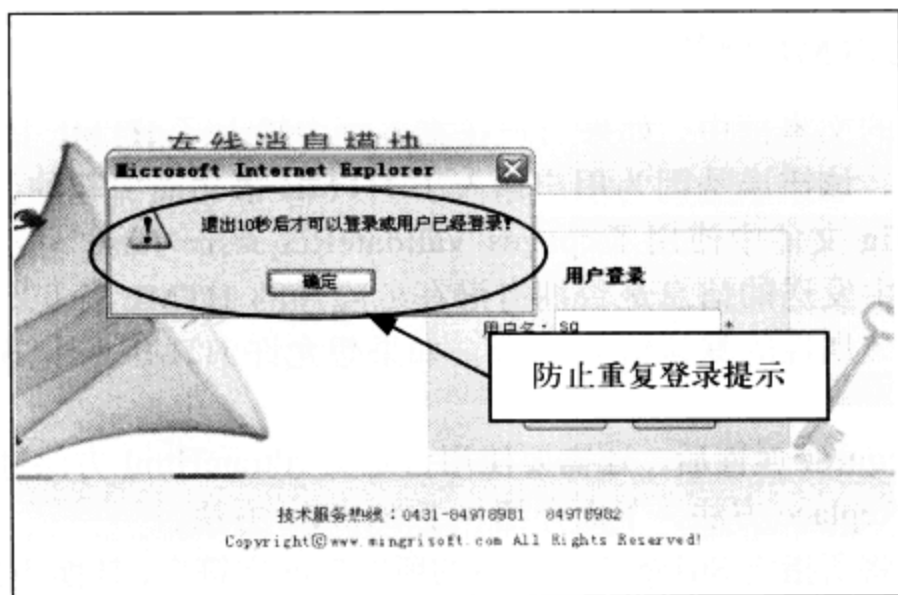 在线消息模块
Microsoft Internet Explorer
退出10秒后才可以登录或用户已经登录!
确定
用户登录
用户名: sq *
防止重复登录提示
技术服务热线:0431-84978981 84978982
Copyright©www.mingrisoft.com All Rights Reserved!